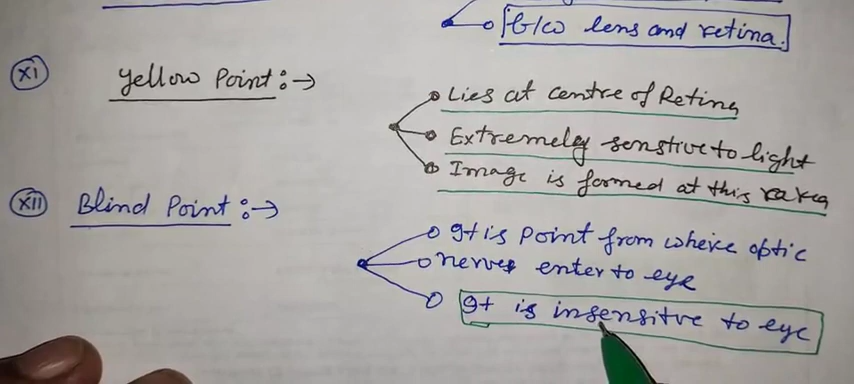 b/w lens and retina.
XI Yellow Point:→
Lies at centre of Retina
Extremely senstive to light
Image is formed at this
XII Blind Point:→
It is point from where optic
nerves enter to eye
It is insensitve to eye